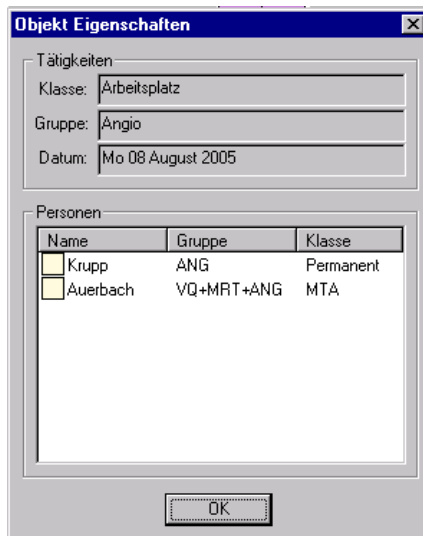 Objekt Eigenschaften
Tätigkeiten
Klasse: Arbeitsplatz
Gruppe: Angio
Datum: Mo 08 August 2005
Personen
Name Gruppe Klasse
Krupp ANG Permanent
Auerbach VQ+MRT+ANG MTA
OK